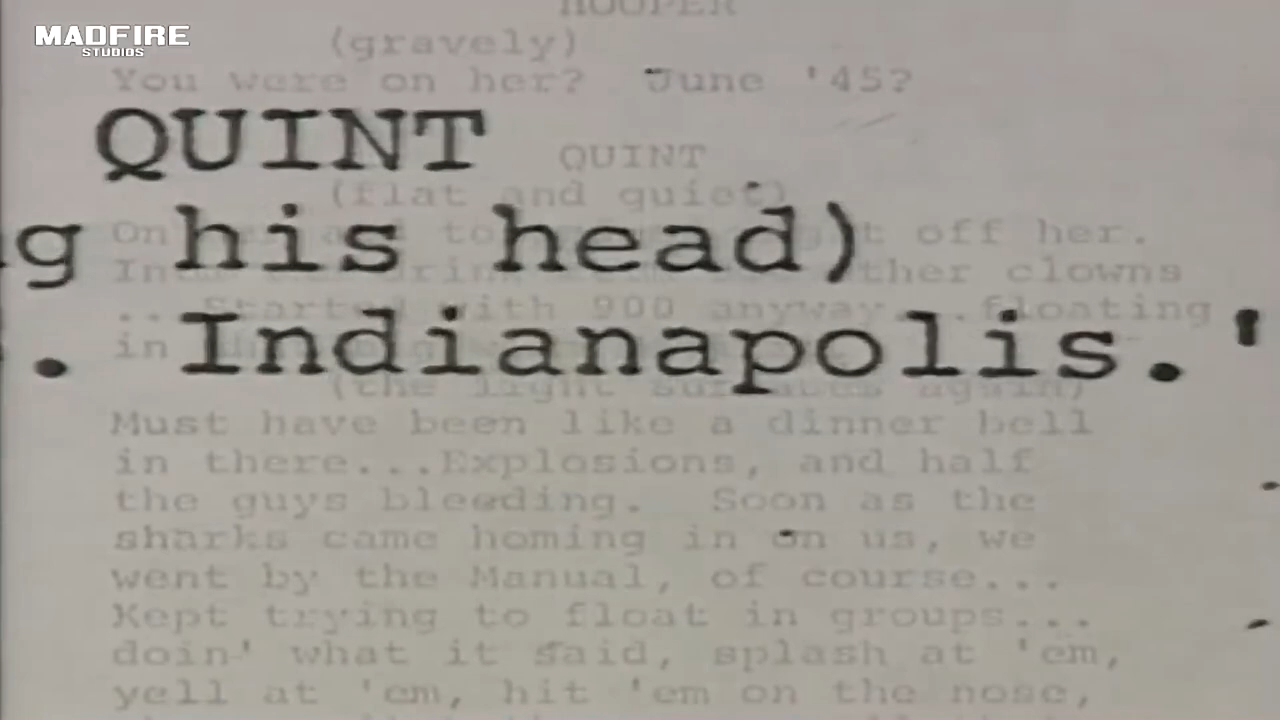 MADFIRE
STUDIOS
HOOPER
(gravely)
You were on her? June '45?
QUINT
g his head)
. Indianapolis.'
QUINT
(flat and quiet)
off her.
clowns
with 900 anyway...floating
in
(the light again)
Must have been like a dinner bell
in there...Explosions, and half
the guys bleeding. Soon as the
sharks came homing in on us, we
went by the Manual, of course...
Kept trying to float in groups...
doin' what it said, splash at 'em,
yell at 'em, hit 'em on the nose,